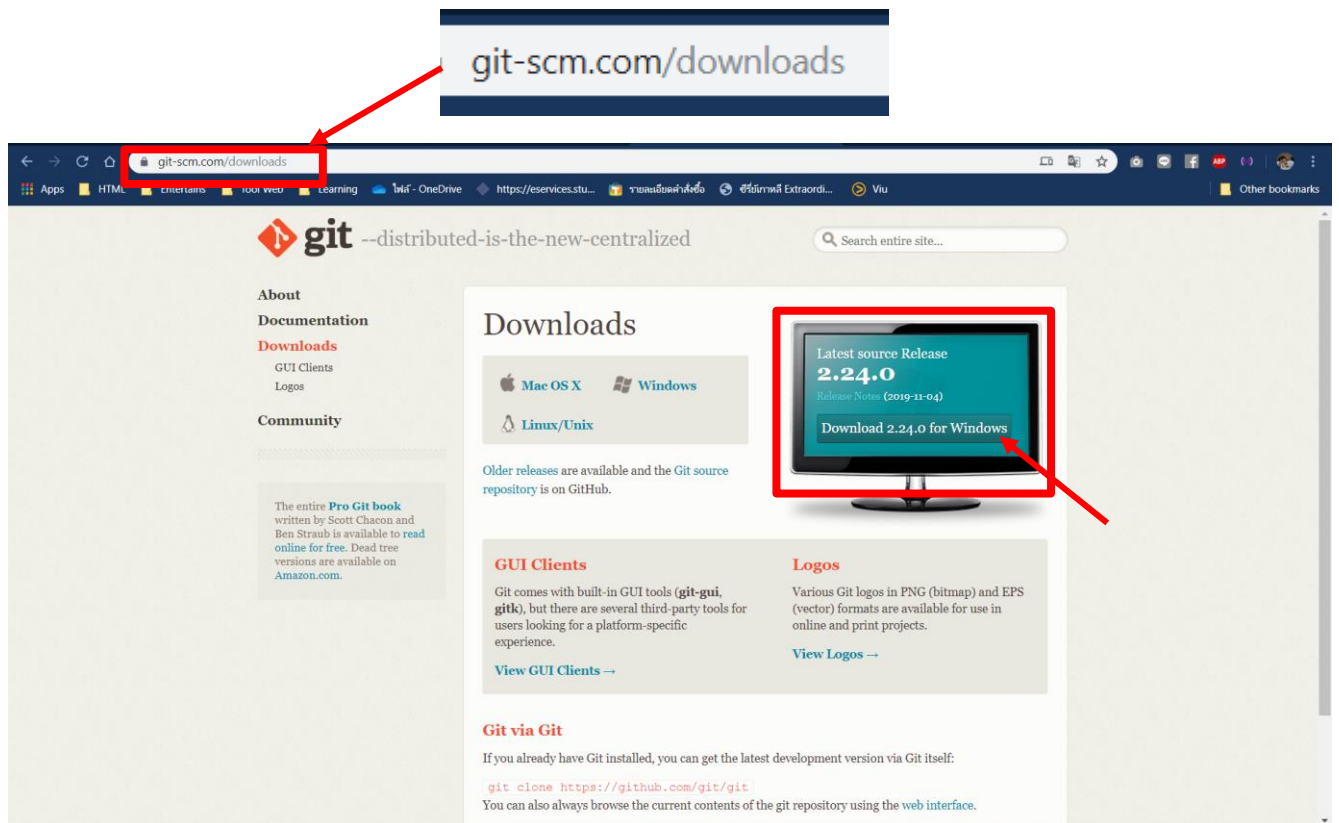 git-scm.com/downloads
git-scm.com/downloads
Apps HTML Entertains Tool Web Learning ไฟล์ - OneDrive https://eservices.stu... รายละเอียดคำสั่งซื้อ ซีรี่ย์เกาหลี Extraordi... Viu Other bookmarks
git --distributed-is-the-new-centralized
Search entire site...
About
Documentation
Downloads
GUI Clients
Logos
Community
The entire Pro Git book
written by Scott Chacon and
Ben Straub is available to read
online for free. Dead tree
versions are available on
Amazon.com.
Downloads
Mac OS X Windows
Linux/Unix
Older releases are available and the Git source
repository is on GitHub.
Latest source Release
2.24.0
Release Notes (2019-11-04)
Download 2.24.0 for Windows
GUI Clients
Git comes with built-in GUI tools (git-gui,
gitk), but there are several third-party tools for
users looking for a platform-specific
experience.
View GUI Clients →
Logos
Various Git logos in PNG (bitmap) and EPS
(vector) formats are available for use in
online and print projects.
View Logos →
Git via Git
If you already have Git installed, you can get the latest development version via Git itself:
git clone https://github.com/git/git
You can also always browse the current contents of the git repository using the web interface.